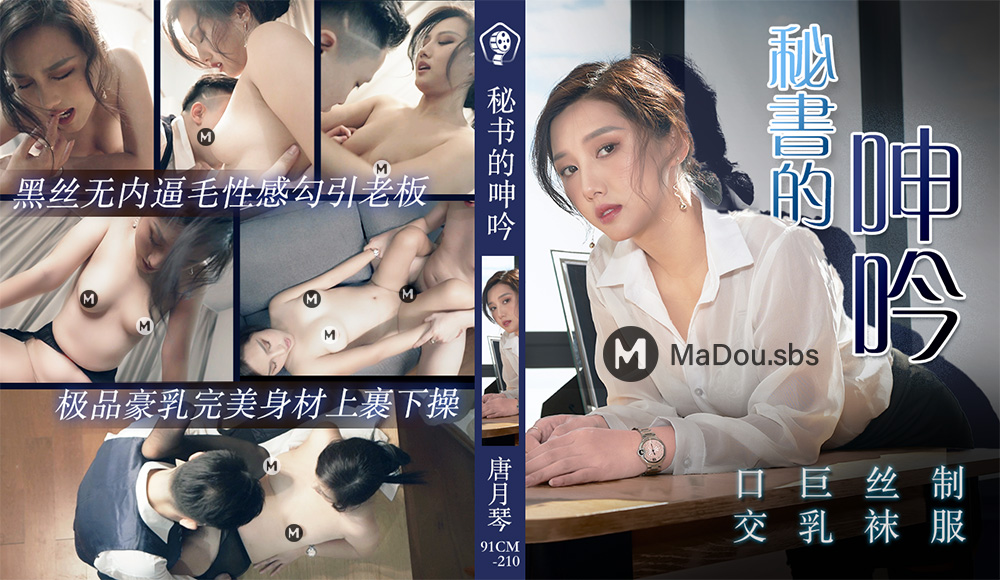 黑丝无内逼毛性感勾引老板
极品豪乳完美身材上裹下操
秘书的呻吟
唐月琴
91CM
-210
秘書的
呻吟
M MaDou.sbs
口 巨 丝 制
交 乳 袜 服
M
M
M
M
M
M
M
M